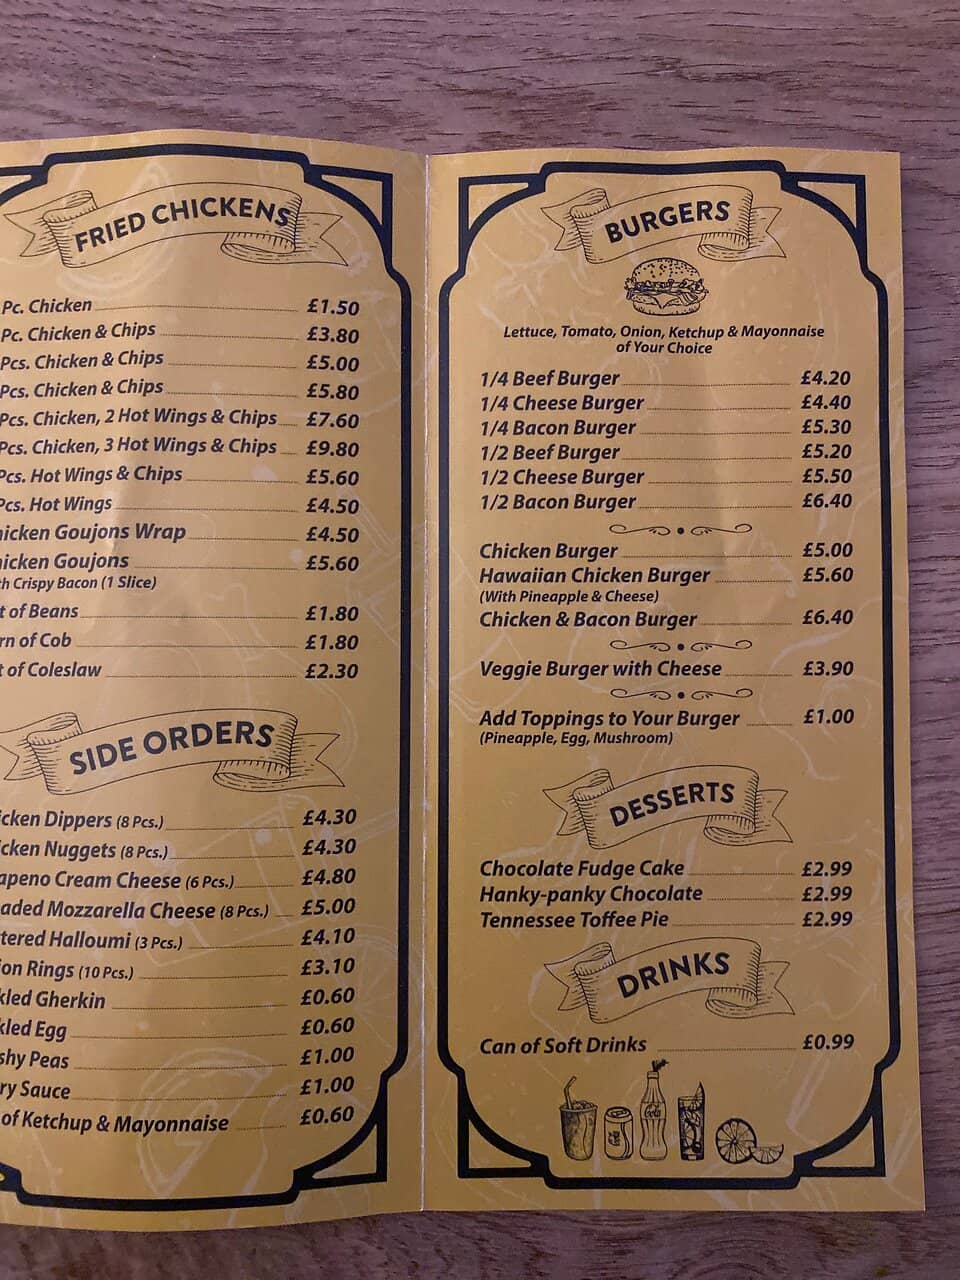 FRIED CHICKENS
Pc. Chicken £1.50
Pc. Chicken & Chips £3.80
Pcs. Chicken & Chips £5.00
Pcs. Chicken & Chips £5.80
Pcs. Chicken, 2 Hot Wings & Chips £7.60
Pcs. Chicken, 3 Hot Wings & Chips £9.80
Pcs. Hot Wings & Chips £5.60
Pcs. Hot Wings £4.50
hicken Goujons Wrap £4.50
hicken Goujons £5.60
th Crispy Bacon (1 Slice)
t of Beans £1.80
rn of Cob £1.80
t of Coleslaw £2.30
SIDE ORDERS
icken Dippers (8 Pcs.) £4.30
icken Nuggets (8 Pcs.) £4.30
apeno Cream Cheese (6 Pcs.) £4.80
aded Mozzarella Cheese (8 Pcs.) £5.00
tered Halloumi (3 Pcs.) £4.10
ion Rings (10 Pcs.) £3.10
kled Gherkin £0.60
kled Egg £0.60
shy Peas £1.00
ry Sauce £1.00
of Ketchup & Mayonnaise £0.60
BURGERS
Lettuce, Tomato, Onion, Ketchup & Mayonnaise
of Your Choice
1/4 Beef Burger £4.20
1/4 Cheese Burger £4.40
1/4 Bacon Burger £5.30
1/2 Beef Burger £5.20
1/2 Cheese Burger £5.50
1/2 Bacon Burger £6.40
Chicken Burger £5.00
Hawaiian Chicken Burger £5.60
(With Pineapple & Cheese)
Chicken & Bacon Burger £6.40
Veggie Burger with Cheese £3.90
Add Toppings to Your Burger £1.00
(Pineapple, Egg, Mushroom)
DESSERTS
Chocolate Fudge Cake £2.99
Hanky-panky Chocolate £2.99
Tennessee Toffee Pie £2.99
DRINKS
Can of Soft Drinks £0.99
Cola